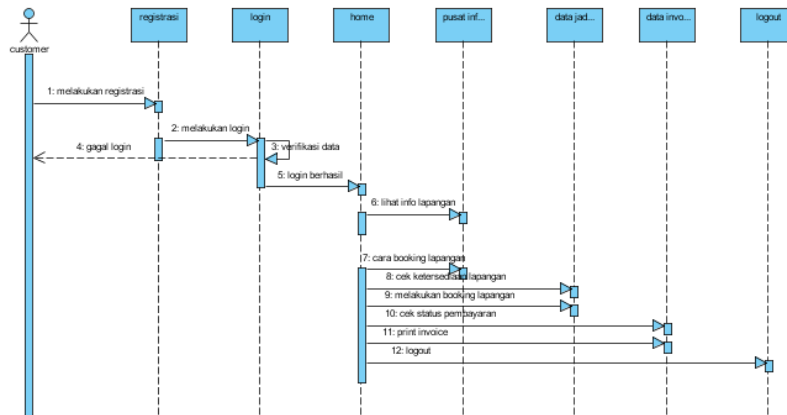 registrasi
login
home
pusat inf...
data jad...
data invo...
logout
customer
1: melakukan registrasi
2: melakukan login
3: verifikasi data
4: gagal login
5: login berhasil
6: lihat info lapangan
7: cara booking lapangan
8: cek ketersediaan lapangan
9: melakukan booking lapangan
10: cek status pembayaran
11: print invoice
12: logout